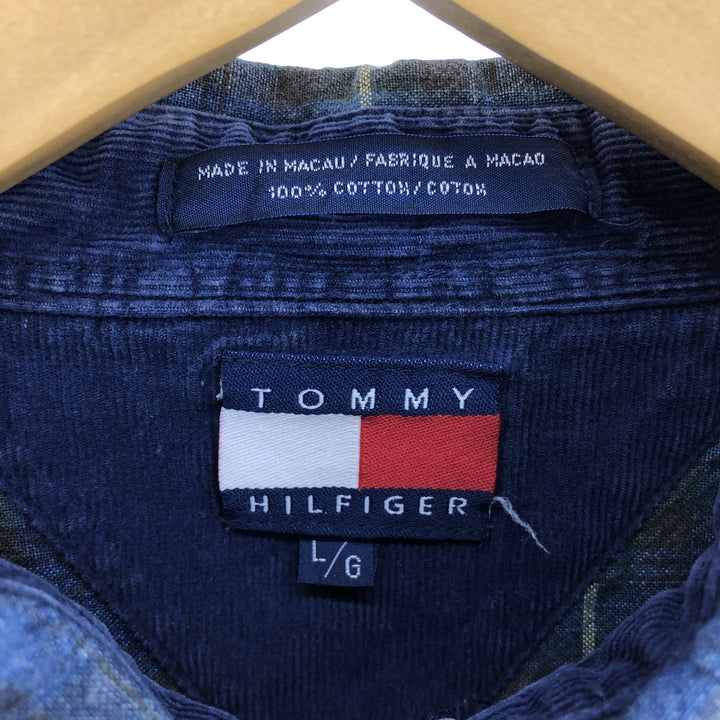 MADE IN MACAU / FABRIQUE A MACAO
100% COTTON / COTON
TOMMY
HILFIGER
L/G